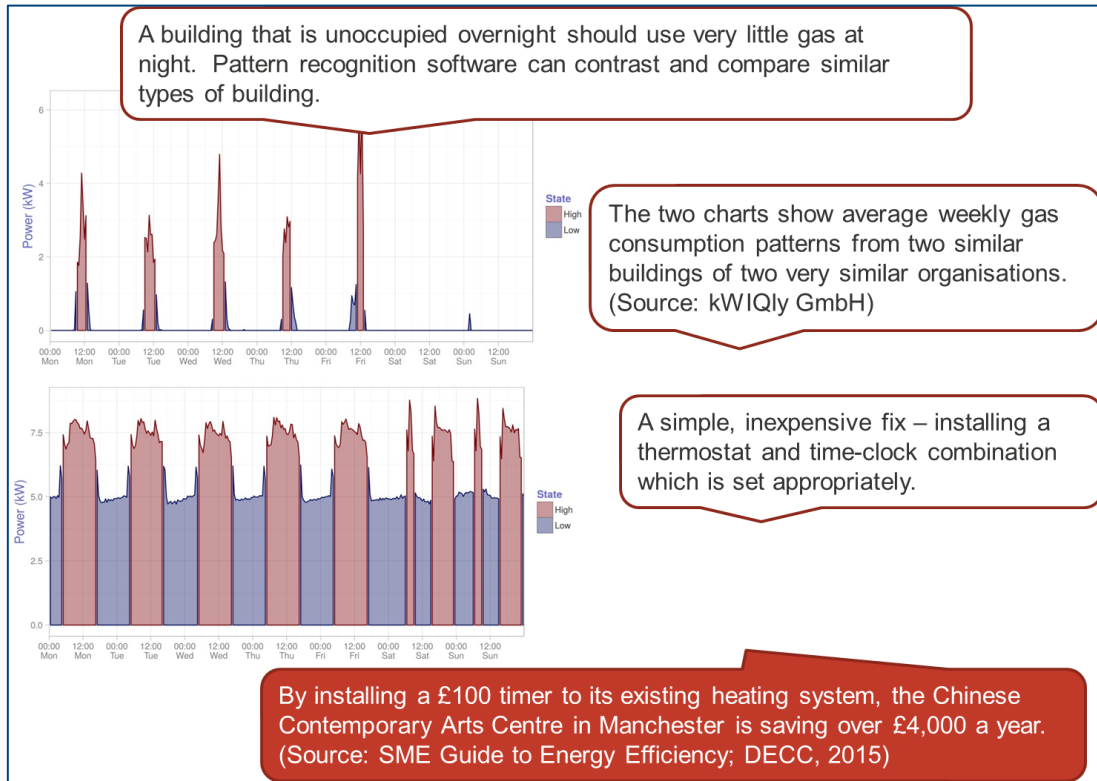 A building that is unoccupied overnight should use very little gas at
night. Pattern recognition software can contrast and compare similar
types of building.
6
4
2
0
Power (kW)
00:00 12:00 00:00 12:00 00:00 12:00 00:00 12:00 00:00 12:00 00:00 12:00 00:00 12:00
Mon Mon Tue Tue Wed Wed Thu Thu Fri Fri Sat Sat Sun Sun
State
High
Low
The two charts show average weekly gas
consumption patterns from two similar
buildings of two very similar organisations.
(Source: kWIQly GmbH)
7.5
5.0
2.5
0.0
Power (kW)
00:00 12:00 00:00 12:00 00:00 12:00 00:00 12:00 00:00 12:00 00:00 12:00 00:00 12:00
Mon Mon Tue Tue Wed Wed Thu Thu Fri Fri Sat Sat Sun Sun
State
High
Low
A simple, inexpensive fix – installing a
thermostat and time-clock combination
which is set appropriately.
By installing a £100 timer to its existing heating system, the Chinese
Contemporary Arts Centre in Manchester is saving over £4,000 a year.
(Source: SME Guide to Energy Efficiency; DECC, 2015)